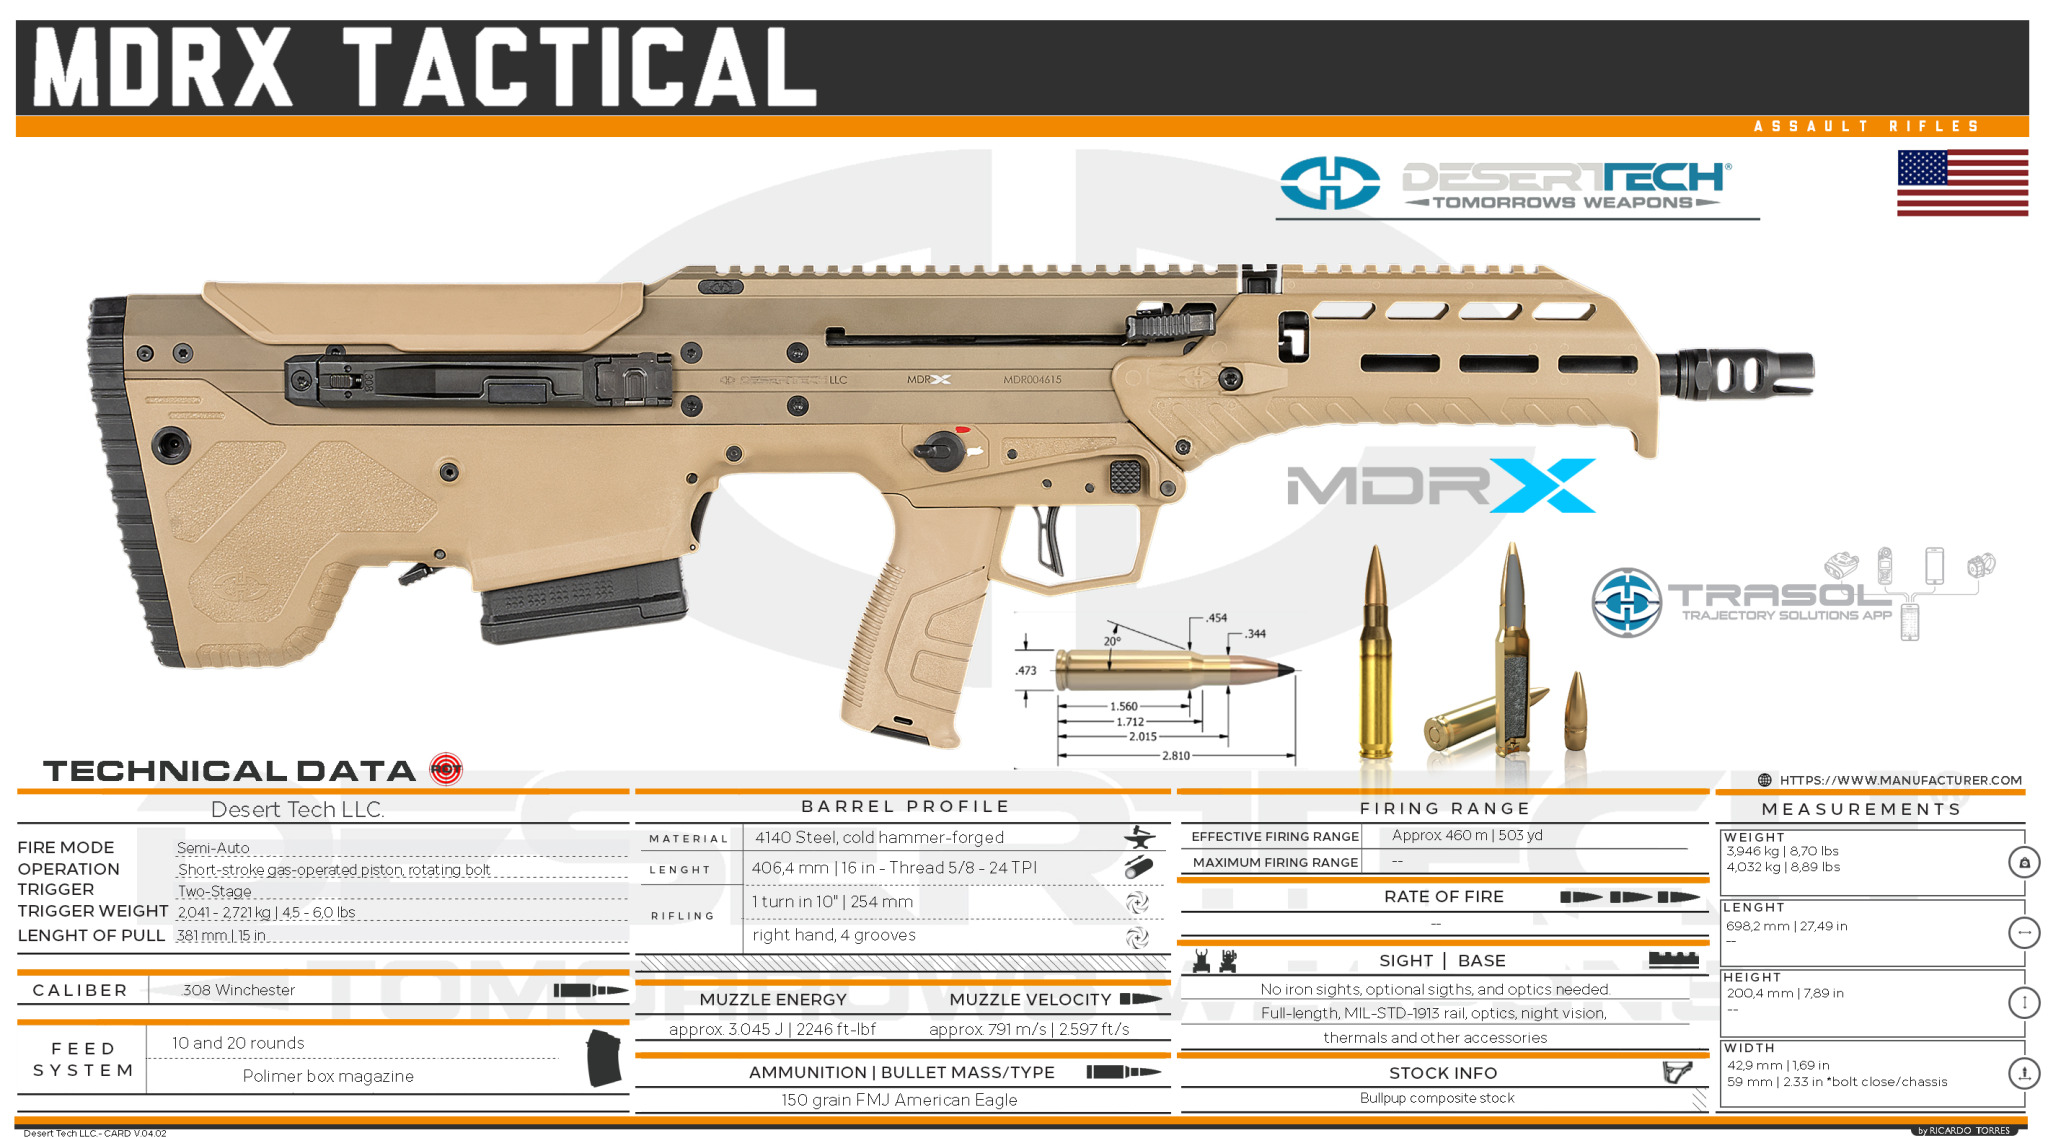 MDRX TACTICAL
ASSAULT RIFLES
DESERTTECH®
TOMORROWS WEAPONS
.308
DESERTTECH LLC MDRX MDR004615
MDRX
TRASOL
TRAJECTORY SOLUTIONS APP
.454
20°
.344
.473
1.560
1.712
2.015
2.810
TECHNICAL DATA
HTTPS://WWW.MANUFACTURER.COM
Desert Tech LLC.
FIRE MODE Semi-Auto
OPERATION Short-stroke gas-operated piston, rotating bolt
TRIGGER Two-Stage
TRIGGER WEIGHT 2,041 - 2,721 kg | 4,5 - 6,0 lbs
LENGHT OF PULL 381 mm | 15 in
CALIBER .308 Winchester
FEED SYSTEM
10 and 20 rounds
Polimer box magazine
BARREL PROFILE
MATERIAL 4140 Steel, cold hammer-forged
LENGHT 406,4 mm | 16 in - Thread 5/8 - 24 TPI
RIFLING
1 turn in 10" | 254 mm
right hand, 4 grooves
MUZZLE ENERGY MUZZLE VELOCITY
approx. 3.045 J | 2246 ft-lbf approx. 791 m/s | 2.597 ft/s
AMMUNITION | BULLET MASS/TYPE
150 grain FMJ American Eagle
FIRING RANGE
EFFECTIVE FIRING RANGE Approx 460 m | 503 yd
MAXIMUM FIRING RANGE --
RATE OF FIRE
--
SIGHT | BASE
No iron sights, optional sigths, and optics needed.
Full-length, MIL-STD-1913 rail, optics, night vision,
thermals and other accessories
STOCK INFO
Bullpup composite stock
MEASUREMENTS
WEIGHT
3,946 kg | 8,70 lbs
4,032 kg | 8,89 lbs
LENGHT
698,2 mm | 27,49 in
--
HEIGHT
200,4 mm | 7,89 in
--
WIDTH
42,9 mm | 1,69 in
59 mm | 2.33 in *bolt close/chassis
Desert Tech LLC.- CARD V.04.02
by RICARDO TORRES